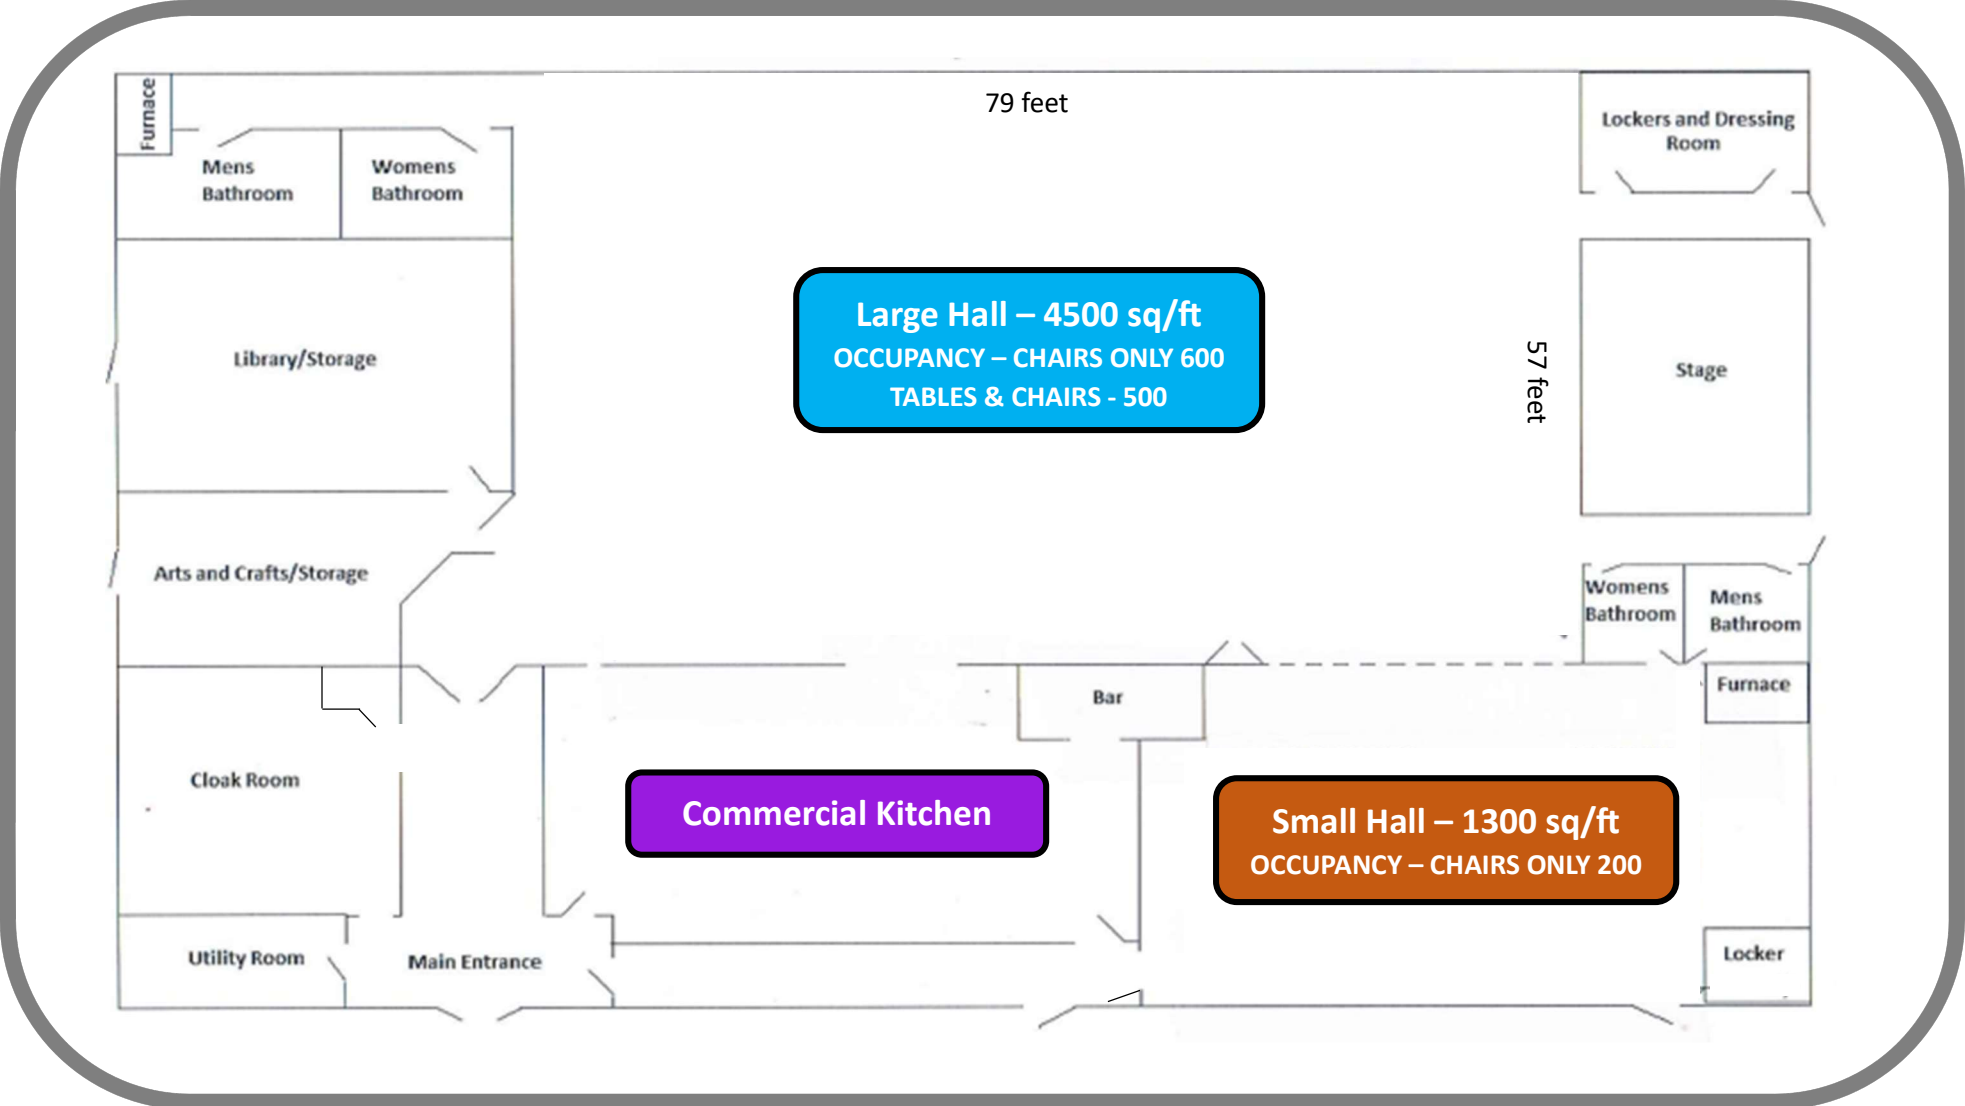 Furnace
79 feet
Lockers and Dressing
Room
Mens
Bathroom
Womens
Bathroom
Large Hall – 4500 sq/ft
OCCUPANCY – CHAIRS ONLY 600
TABLES & CHAIRS - 500
57 feet
Library/Storage
Stage
Arts and Crafts/Storage
Womens
Bathroom
Mens
Bathroom
Furnace
Bar
Cloak Room
Commercial Kitchen
Small Hall – 1300 sq/ft
OCCUPANCY – CHAIRS ONLY 200
Utility Room
Main Entrance
Locker